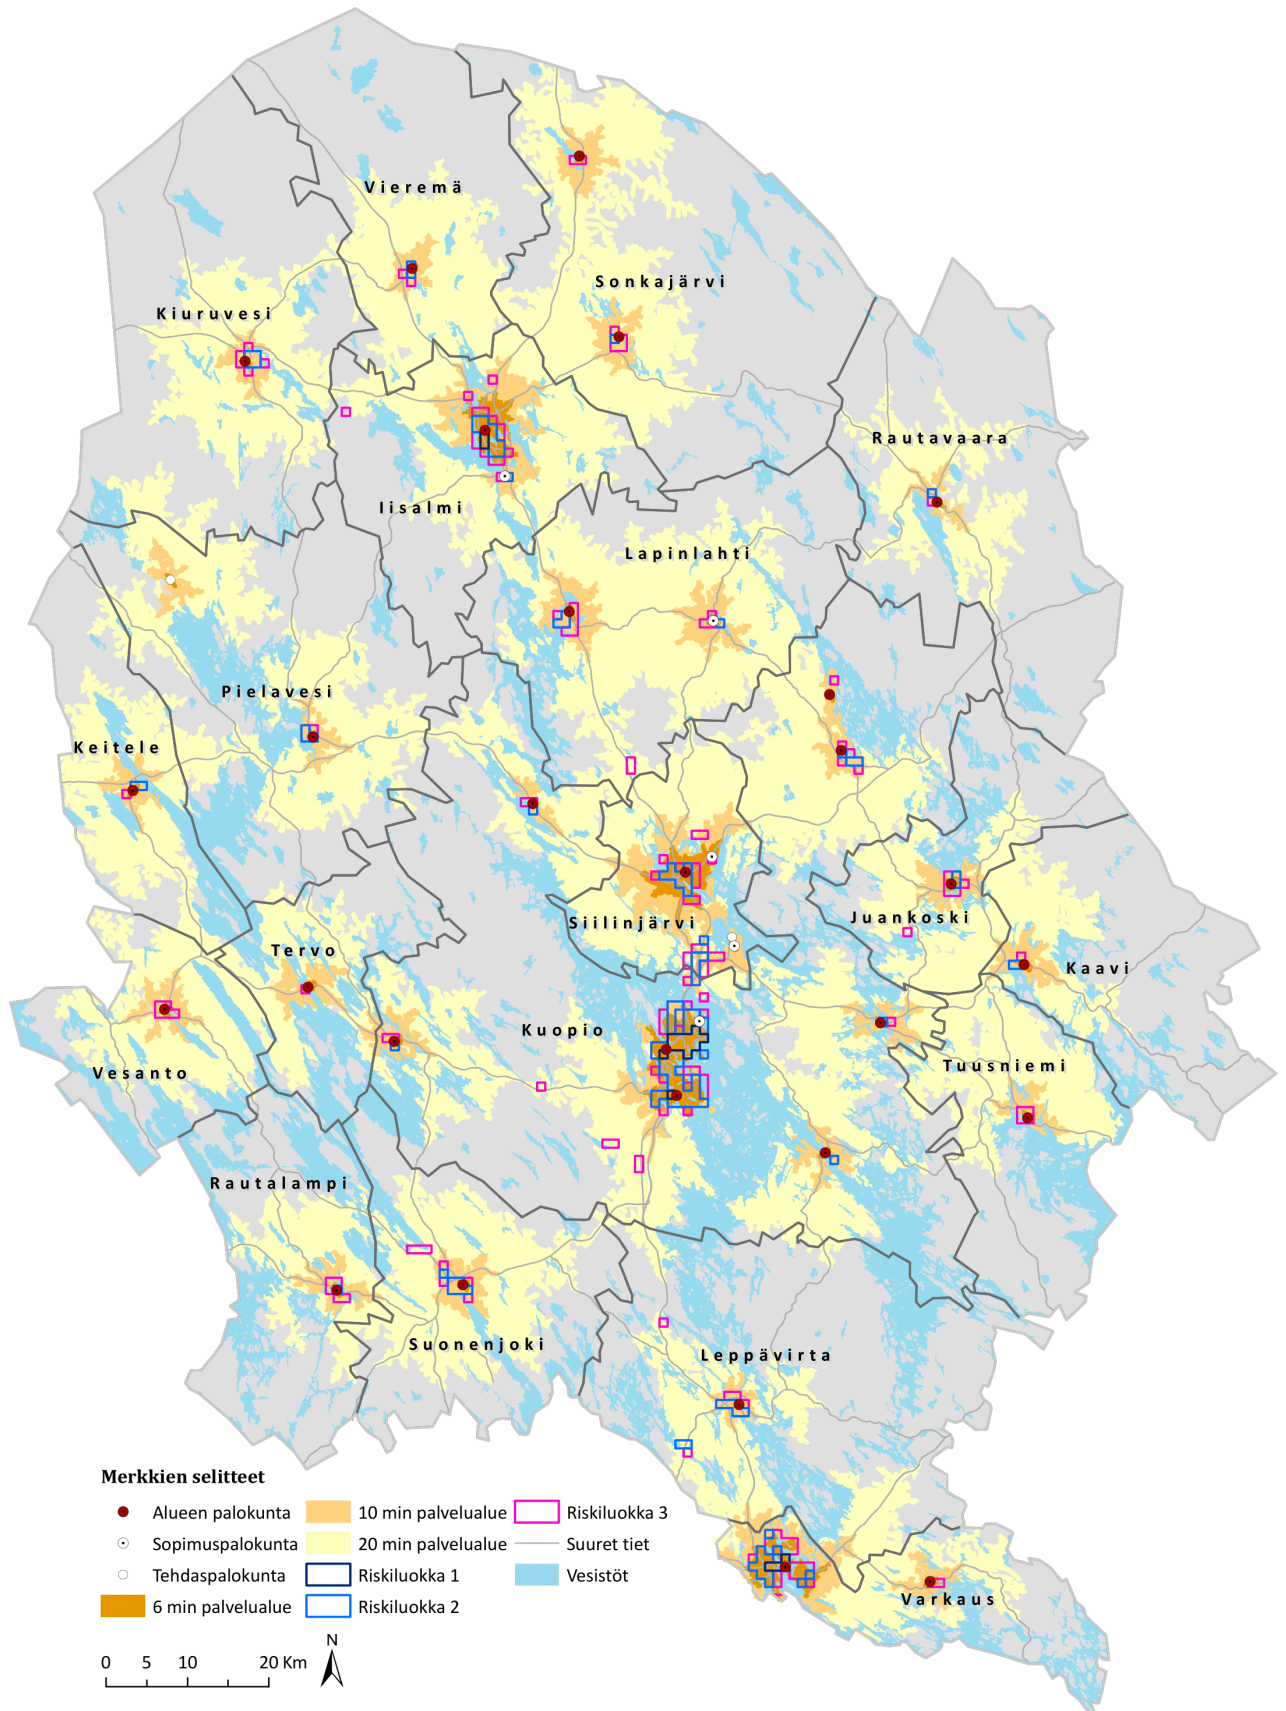 Vieremä
Sonkajärvi
Kiuruvesi
Rautavaara
Iisalmi
Lapinlahti
Pielavesi
Keitele
Siilinjärvi
Juankoski
Tervo
Kaavi
Kuopio
Vesanto
Tuusniemi
Rautalampi
Suonenjoki
Leppävirta
Varkaus
Merkkien selitteet
Alueen palokunta
Sopimuspalokunta
Tehdaspalokunta
6 min palvelualue
10 min palvelualue
20 min palvelualue
Riskiluokka 1
Riskiluokka 2
Riskiluokka 3
Suuret tiet
Vesistöt
0 5 10 20 Km
N